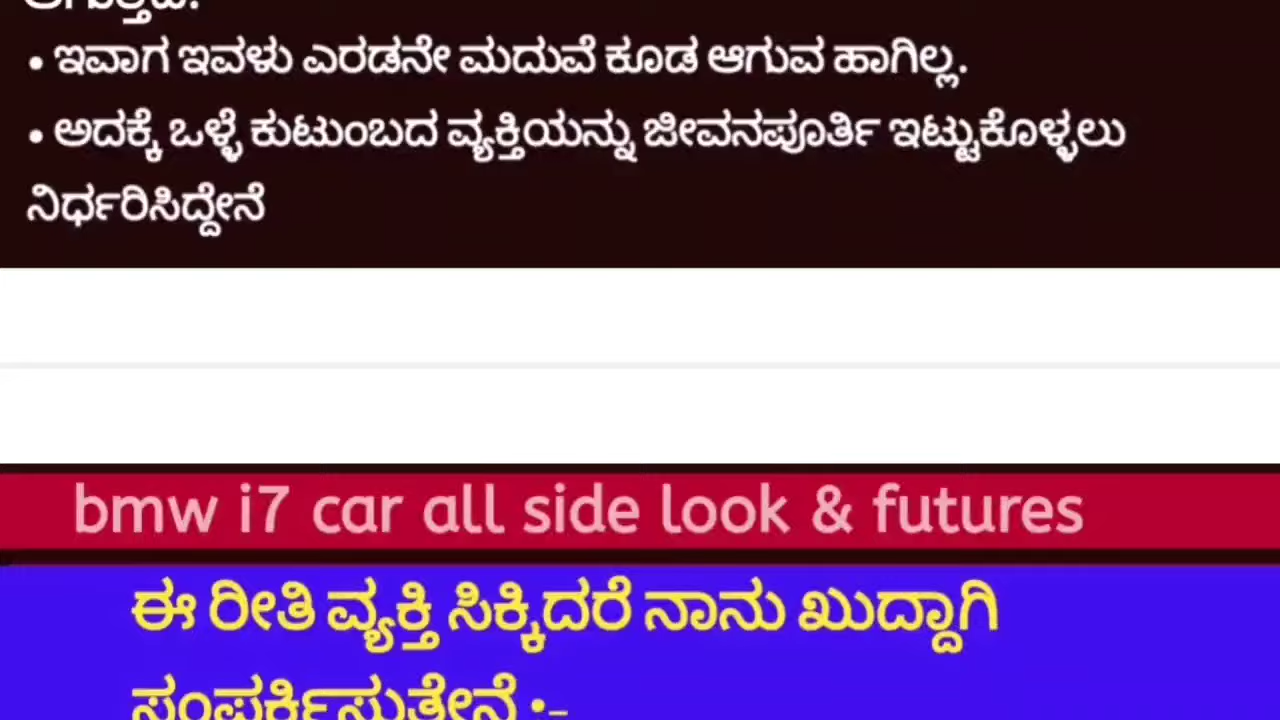 • ಇವಾಗ ಇವಳು ಎರಡನೇ ಮದುವೆ ಕೂಡ ಆಗುವ ಹಾಗಿಲ್ಲ.
• ಅದಕ್ಕೆ ಒಳ್ಳೆ ಕುಟುಂಬದ ವ್ಯಕ್ತಿಯನ್ನು ಜೀವನಪೂರ್ತಿ ಇಟ್ಟುಕೊಳ್ಳಲು
ನಿರ್ಧರಿಸಿದ್ದೇನೆ
bmw i7 car all side look & futures
ಈ ರೀತಿ ವ್ಯಕ್ತಿ ಸಿಕ್ಕಿದರೆ ನಾನು ಖುದ್ದಾಗಿ
ಸಂಪರ್ಕಿಸುತ್ತೇನೆ :-